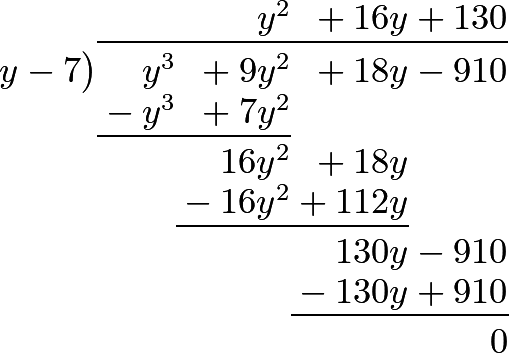 y² + 16y + 130
y − 7) y³ + 9y² + 18y − 910
− y³ + 7y²
16y² + 18y
− 16y² + 112y
130y − 910
− 130y + 910
0